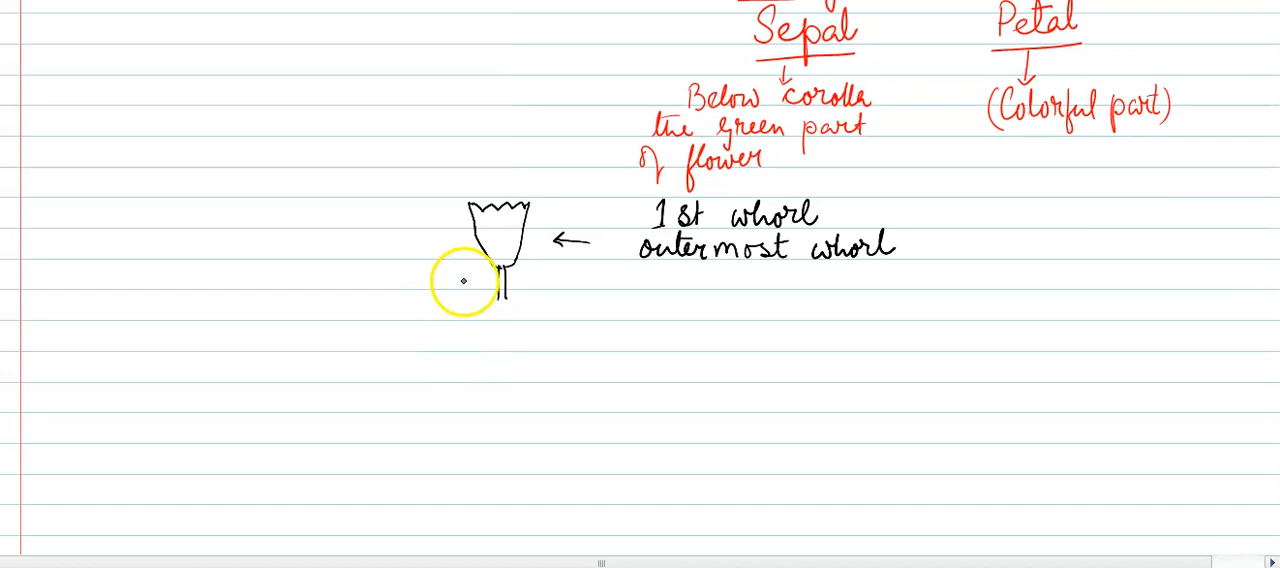 Sepal
Petal
Below corolla
the green part
of flower
(Colorful part)
1st whorl
outermost whorl